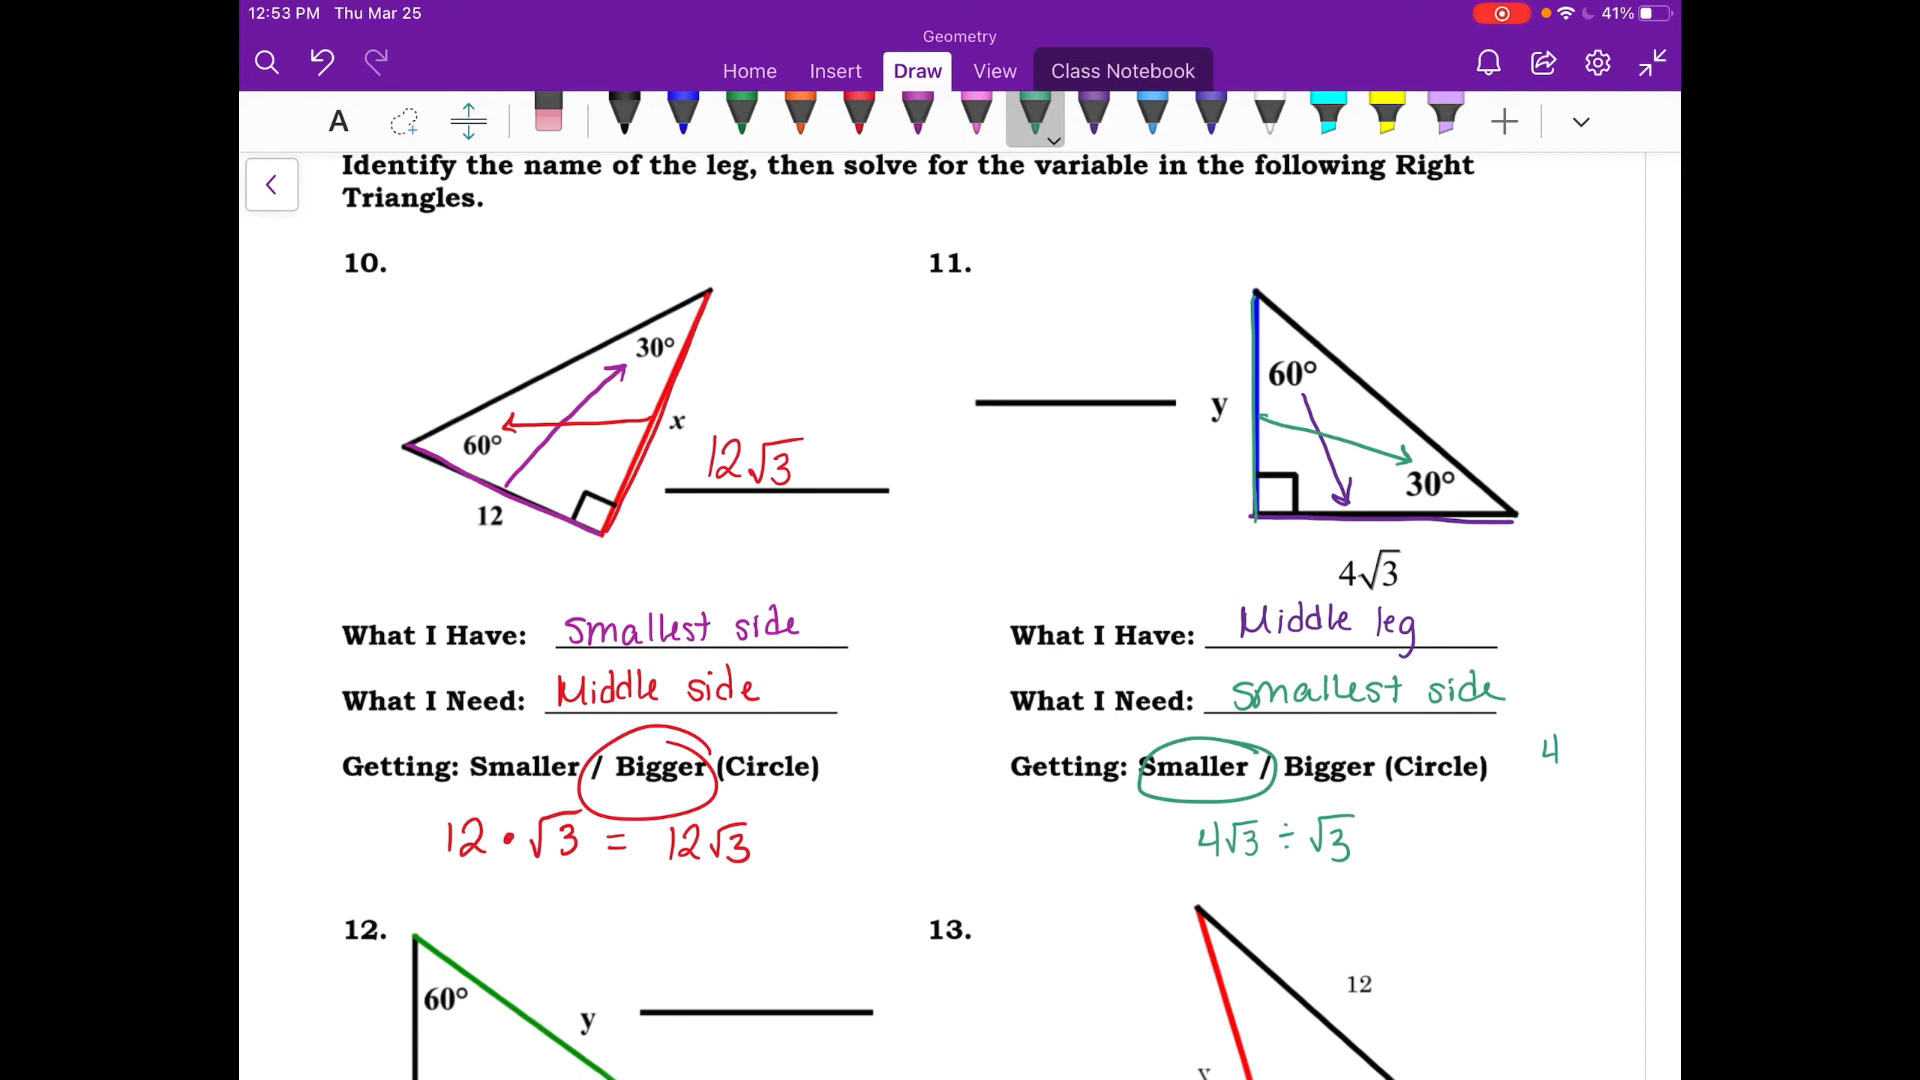 12:53 PM Thu Mar 25
41%
Geometry
Home Insert Draw View Class Notebook
A
Identify the name of the leg, then solve for the variable in the following Right
Triangles.
10.
30°
60°
x
12
12√3
What I Have: Smallest side
What I Need: Middle side
Getting: Smaller / Bigger (Circle)
12 • √3 = 12√3
11.
60°
y
30°
4√3
What I Have: Middle leg
What I Need: Smallest side
Getting: Smaller / Bigger (Circle)
4
4√3 ÷ √3
12.
60°
y
13.
12